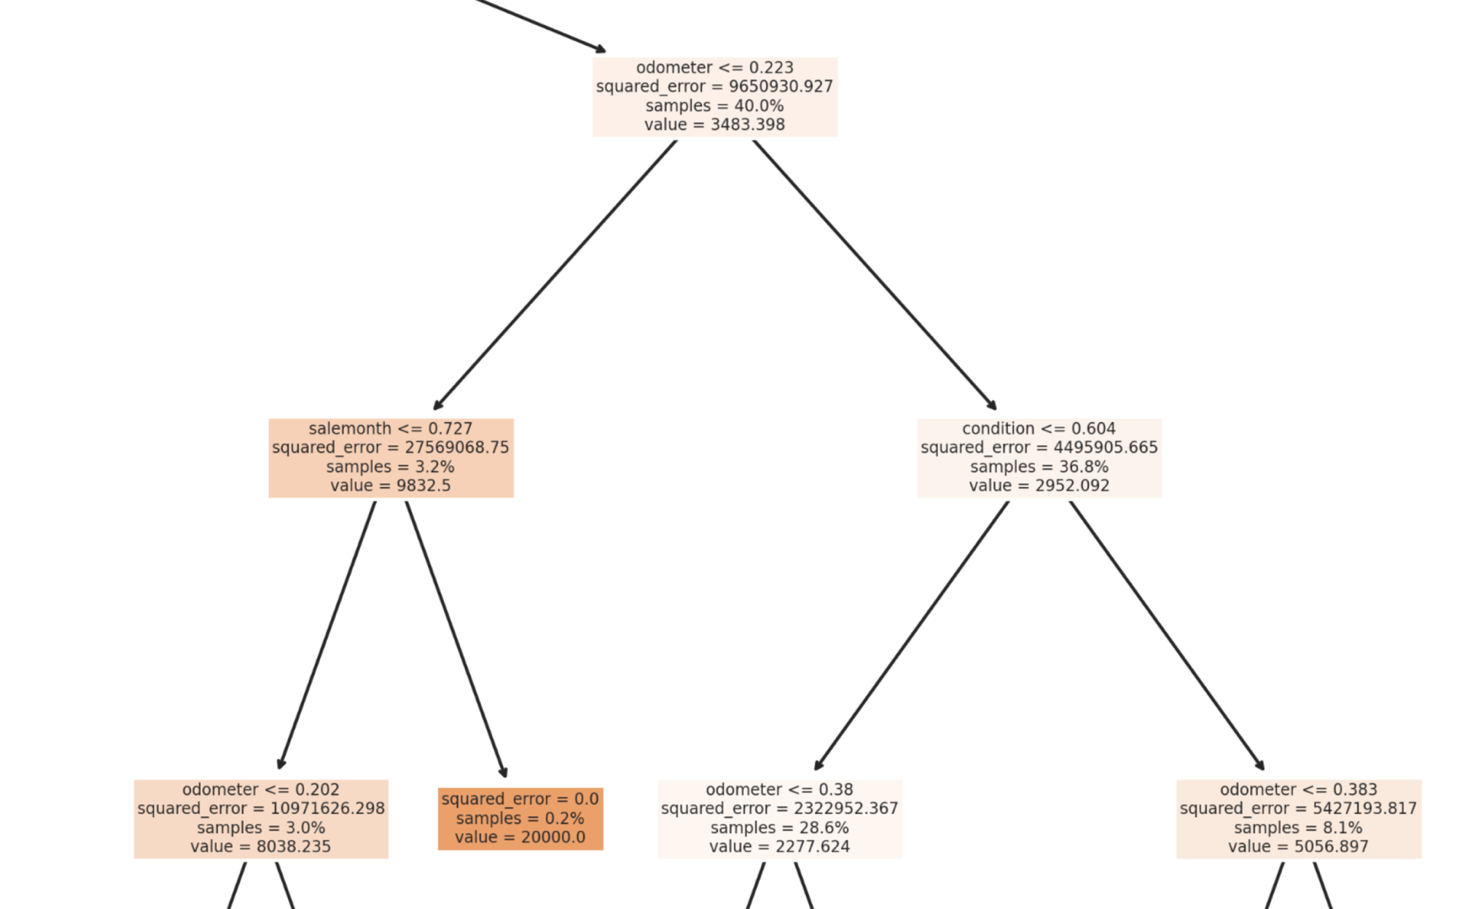 odometer <= 0.223
squared_error = 9650930.927
samples = 40.0%
value = 3483.398
salemonth <= 0.727
squared_error = 27569068.75
samples = 3.2%
value = 9832.5
condition <= 0.604
squared_error = 4495905.665
samples = 36.8%
value = 2952.092
odometer <= 0.202
squared_error = 10971626.298
samples = 3.0%
value = 8038.235
squared_error = 0.0
samples = 0.2%
value = 20000.0
odometer <= 0.38
squared_error = 2322952.367
samples = 28.6%
value = 2277.624
odometer <= 0.383
squared_error = 5427193.817
samples = 8.1%
value = 5056.897